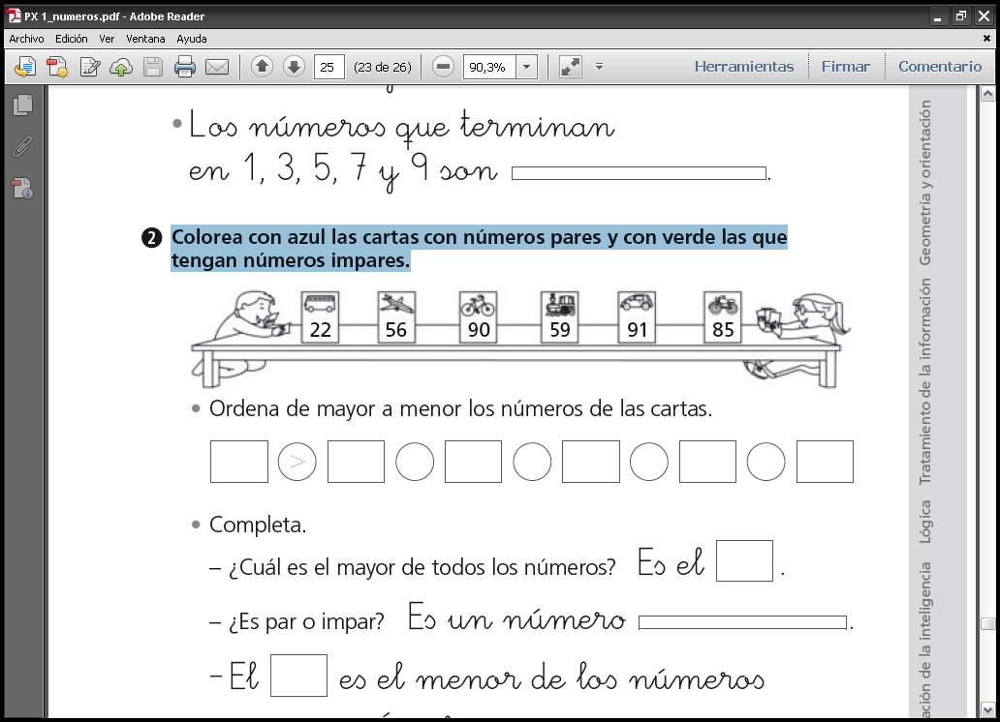 PX 1_numeros.pdf - Adobe Reader
Archivo Edición Ver Ventana Ayuda
25 (23 de 26) 90,3% Herramientas Firmar Comentario
• Los números que terminan
en 1, 3, 5, 7 y 9 son .
2 Colorea con azul las cartas con números pares y con verde las que
tengan números impares.
22 56 90 59 91 85
• Ordena de mayor a menor los números de las cartas.
>
• Completa.
– ¿Cuál es el mayor de todos los números? Es el .
– ¿Es par o impar? Es un número .
– El es el menor de los números
Geometría y orientación
Tratamiento de la información
Lógica
ación de la inteligencia